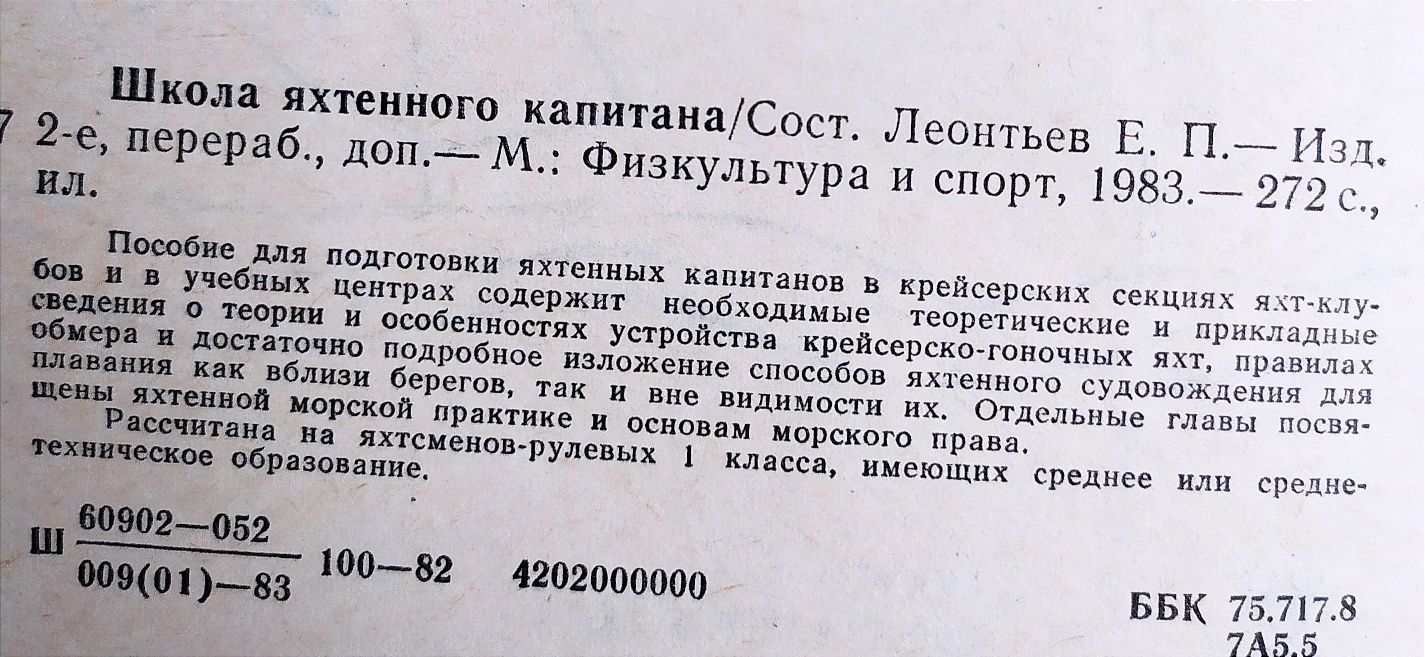 Школа яхтенного капитана/Сост. Леонтьев Е. П.— Изд.
7 2-е, перераб., доп.— М.: Физкультура и спорт, 1983.— 272 с.,
ил.
Пособие для подготовки яхтенных капитанов в крейсерских секциях яхт-клу-
бов и в учебных центрах содержит необходимые теоретические и прикладные
сведения о теории и особенностях устройства крейсерско-гоночных яхт, правилах
обмера и достаточно подробное изложение способов яхтенного судовождения для
плавания как вблизи берегов, так и вне видимости их. Отдельные главы посвя-
щены яхтенной морской практике и основам морского права.
Рассчитана на яхтсменов-рулевых 1 класса, имеющих среднее или средне-
техническое образование.
60902—052
Ш 100—82 4202000000
009(01)—83
ББК 75.717.8
7А5.5